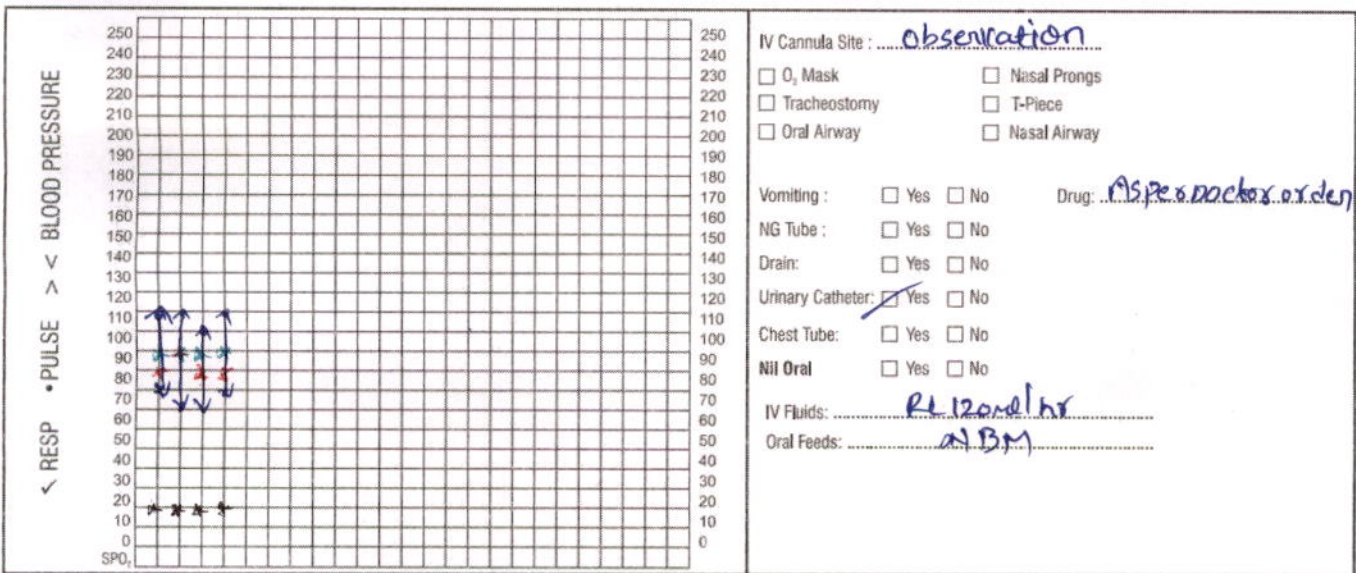 < RESP • PULSE > < BLOOD PRESSURE
250 250
240 240
230 230
220 220
210 210
200 200
190 190
180 180
170 170
160 160
150 150
140 140
130 130
120 120
110 110
100 100
90 90
80 80
70 70
60 60
50 50
40 40
30 30
20 20
10 10
0 0
SPO₂
IV Cannula Site : observation
☐ O₂ Mask ☐ Nasal Prongs
☐ Tracheostomy ☐ T-Piece
☐ Oral Airway ☐ Nasal Airway
Vomiting : ☐ Yes ☐ No Drug: As per Doctor order
NG Tube : ☐ Yes ☐ No
Drain: ☐ Yes ☐ No
Urinary Catheter: ☑ Yes ☐ No
Chest Tube: ☐ Yes ☐ No
Nil Oral ☐ Yes ☐ No
IV Fluids: RL 120ml/hr
Oral Feeds: NBM